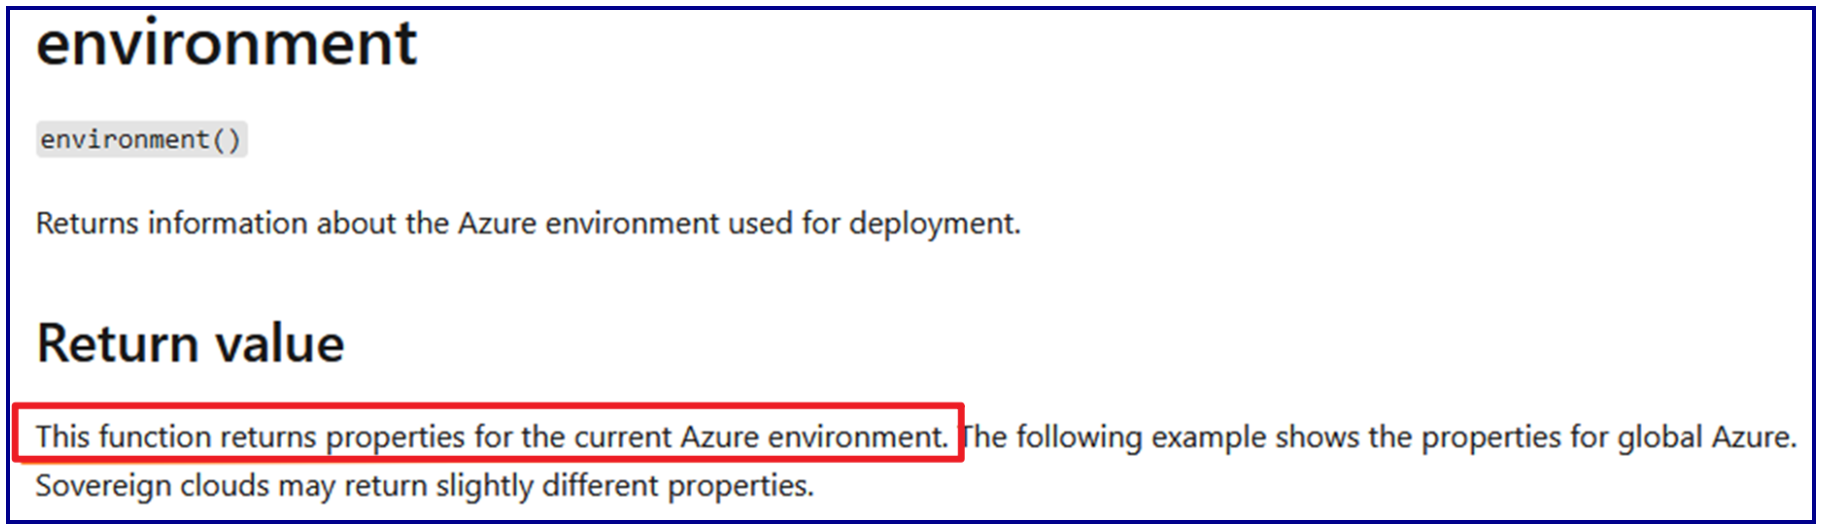 environment
environment()
Returns information about the Azure environment used for deployment.
Return value
This function returns properties for the current Azure environment. The following example shows the properties for global Azure.
Sovereign clouds may return slightly different properties.